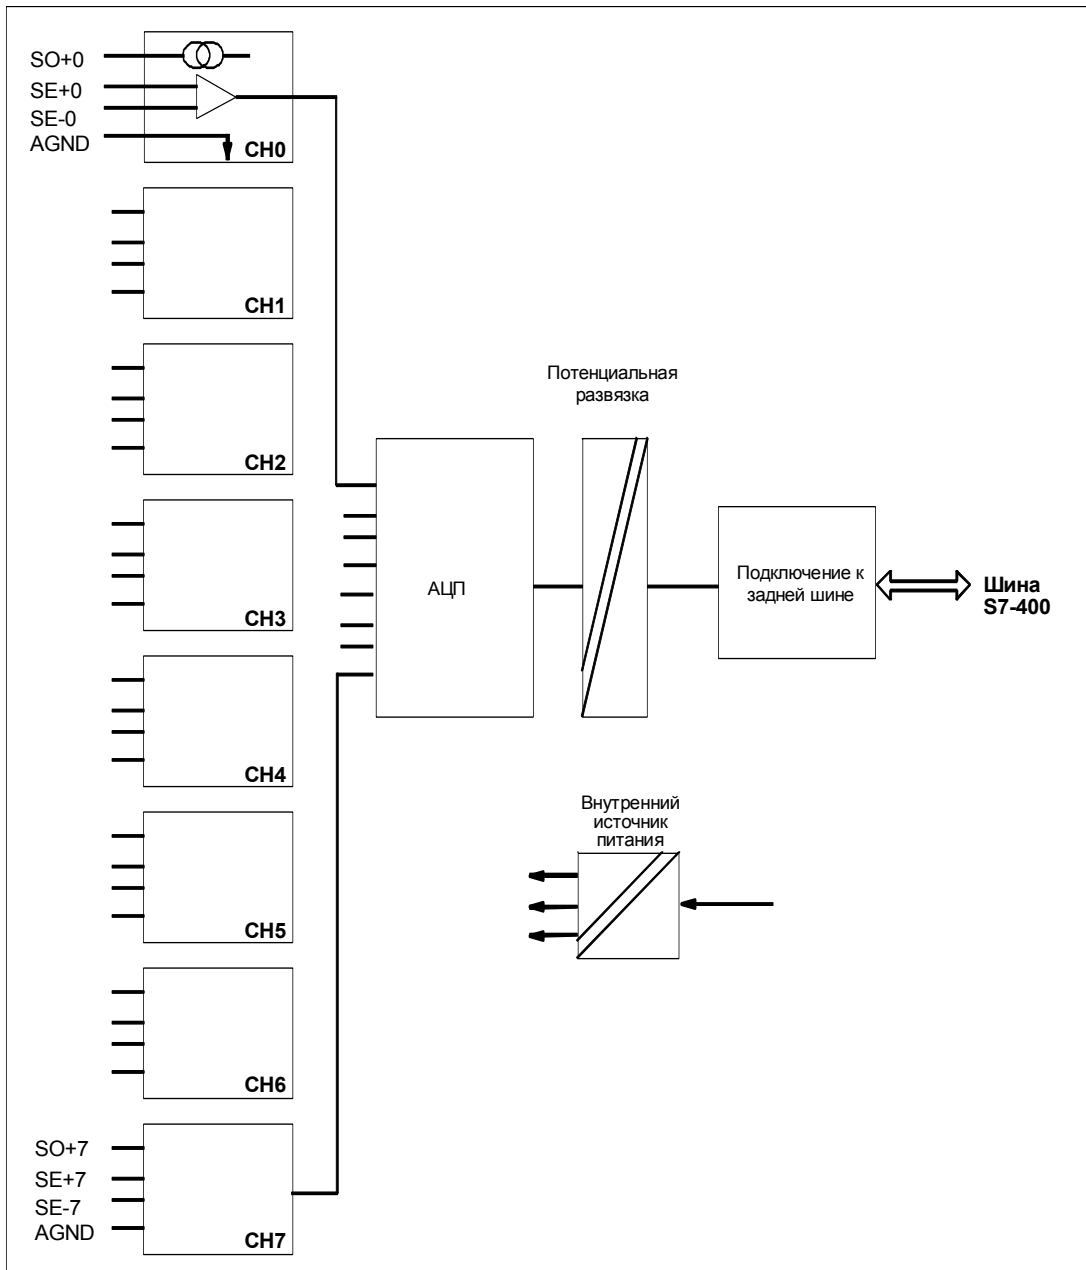 SO+0
SE+0
SE-0
AGND
CH0
CH1
CH2
CH3
CH4
CH5
CH6
SO+7
SE+7
SE-7
AGND
CH7
АЦП
Потенциальная
развязка
Подключение к
задней шине
Шина
S7-400
Внутренний
источник
питания